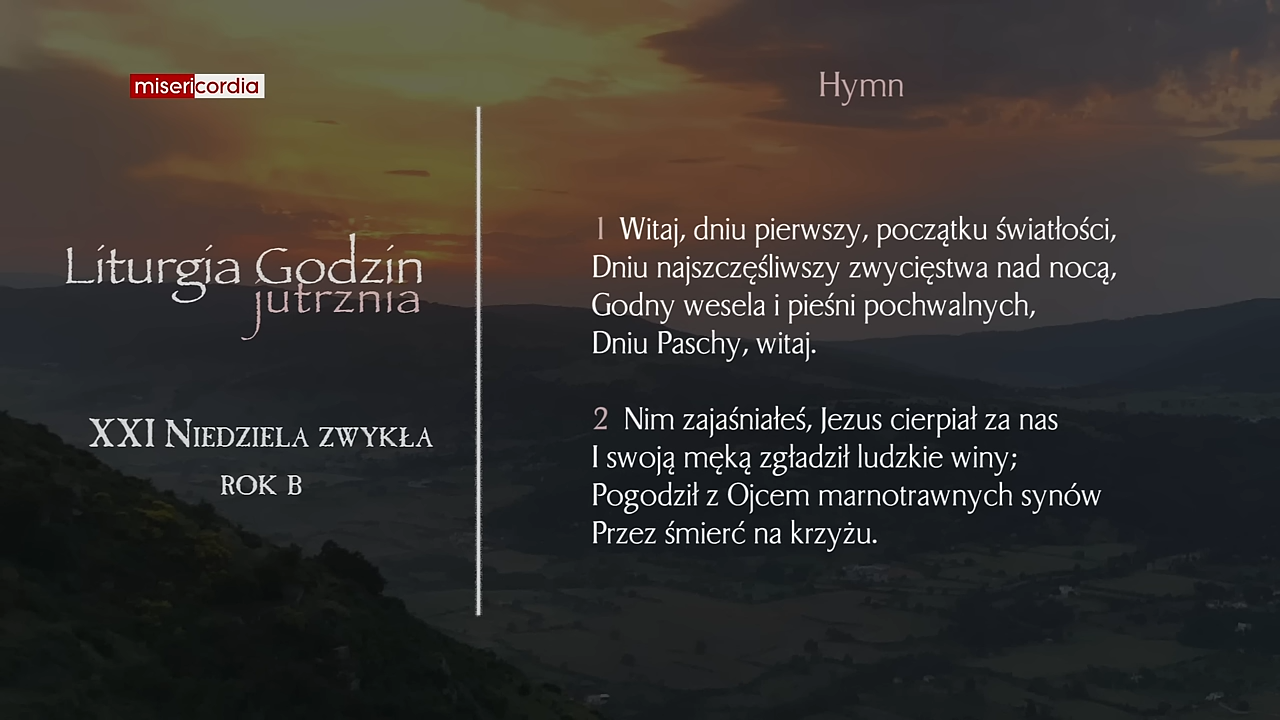 misericordia
Liturgia Godzin
jutrznia
XXI Niedziela zwykła
rok B
Hymn
1 Witaj, dniu pierwszy, początku światłości,
Dniu najszczęśliwszy zwycięstwa nad nocą,
Godny wesela i pieśni pochwalnych,
Dniu Paschy, witaj.
2 Nim zajaśniałeś, Jezus cierpiał za nas
I swoją męką zgładził ludzkie winy;
Pogodził z Ojcem marnotrawnych synów
Przez śmierć na krzyżu.